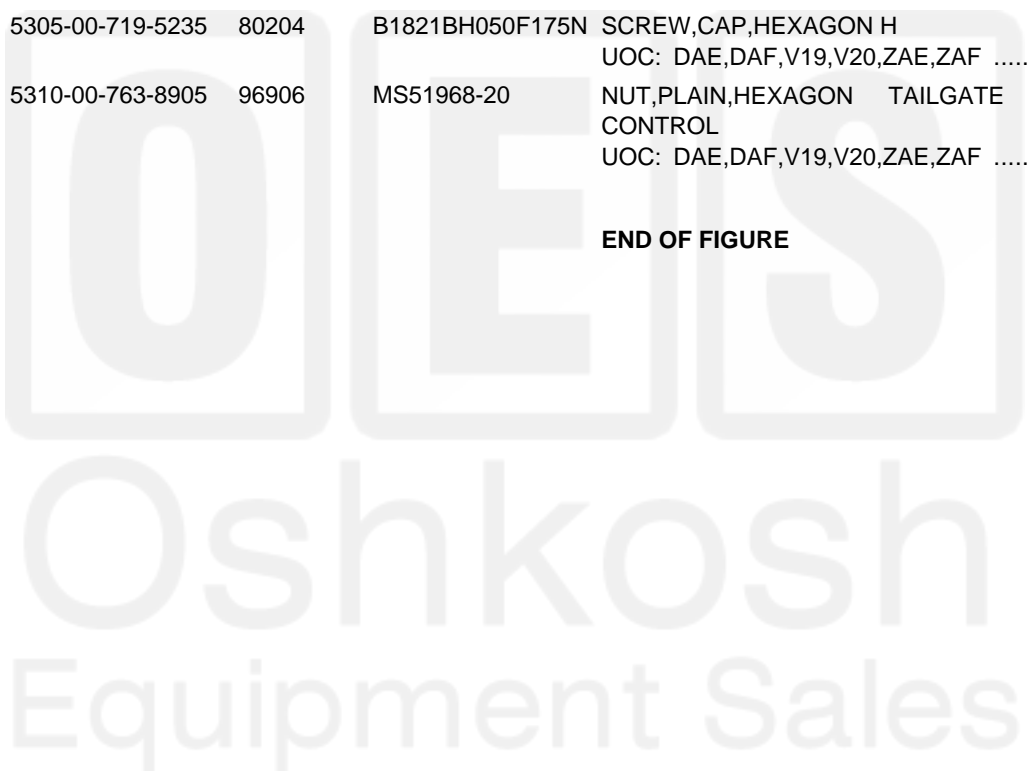 5305-00-719-5235 80204 B1821BH050F175N SCREW,CAP,HEXAGON H
UOC: DAE,DAF,V19,V20,ZAE,ZAF .....
5310-00-763-8905 96906 MS51968-20 NUT,PLAIN,HEXAGON TAILGATE
CONTROL
UOC: DAE,DAF,V19,V20,ZAE,ZAF .....
END OF FIGURE
OES
Oshkosh
Equipment Sales